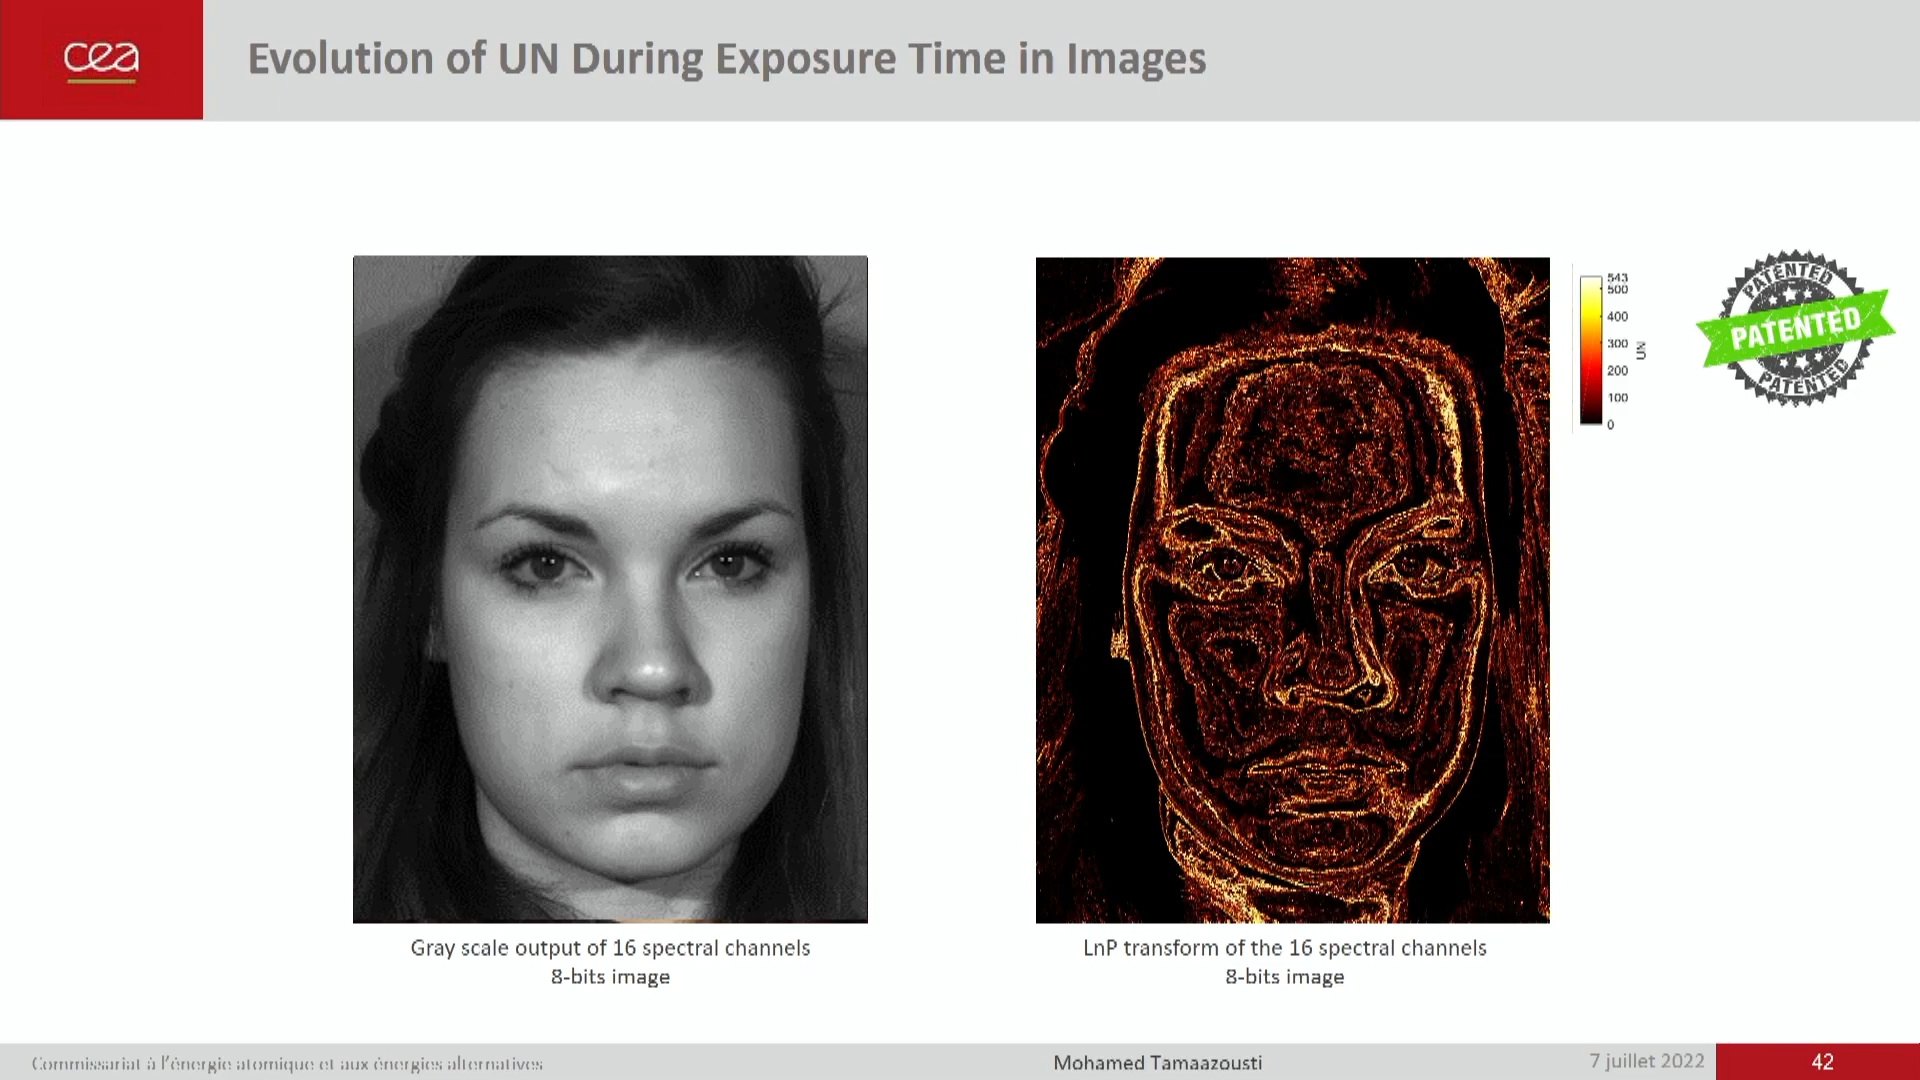 cea
Evolution of UN During Exposure Time in Images
543
500
400
300
200
100
0
UN
PATENTED
PATENTED
PATENTED
Gray scale output of 16 spectral channels
8-bits image
LnP transform of the 16 spectral channels
8-bits image
Commissariat à l'énergie atomique et aux énergies alternatives
Mohamed Tamaazousti
7 juillet 2022
42